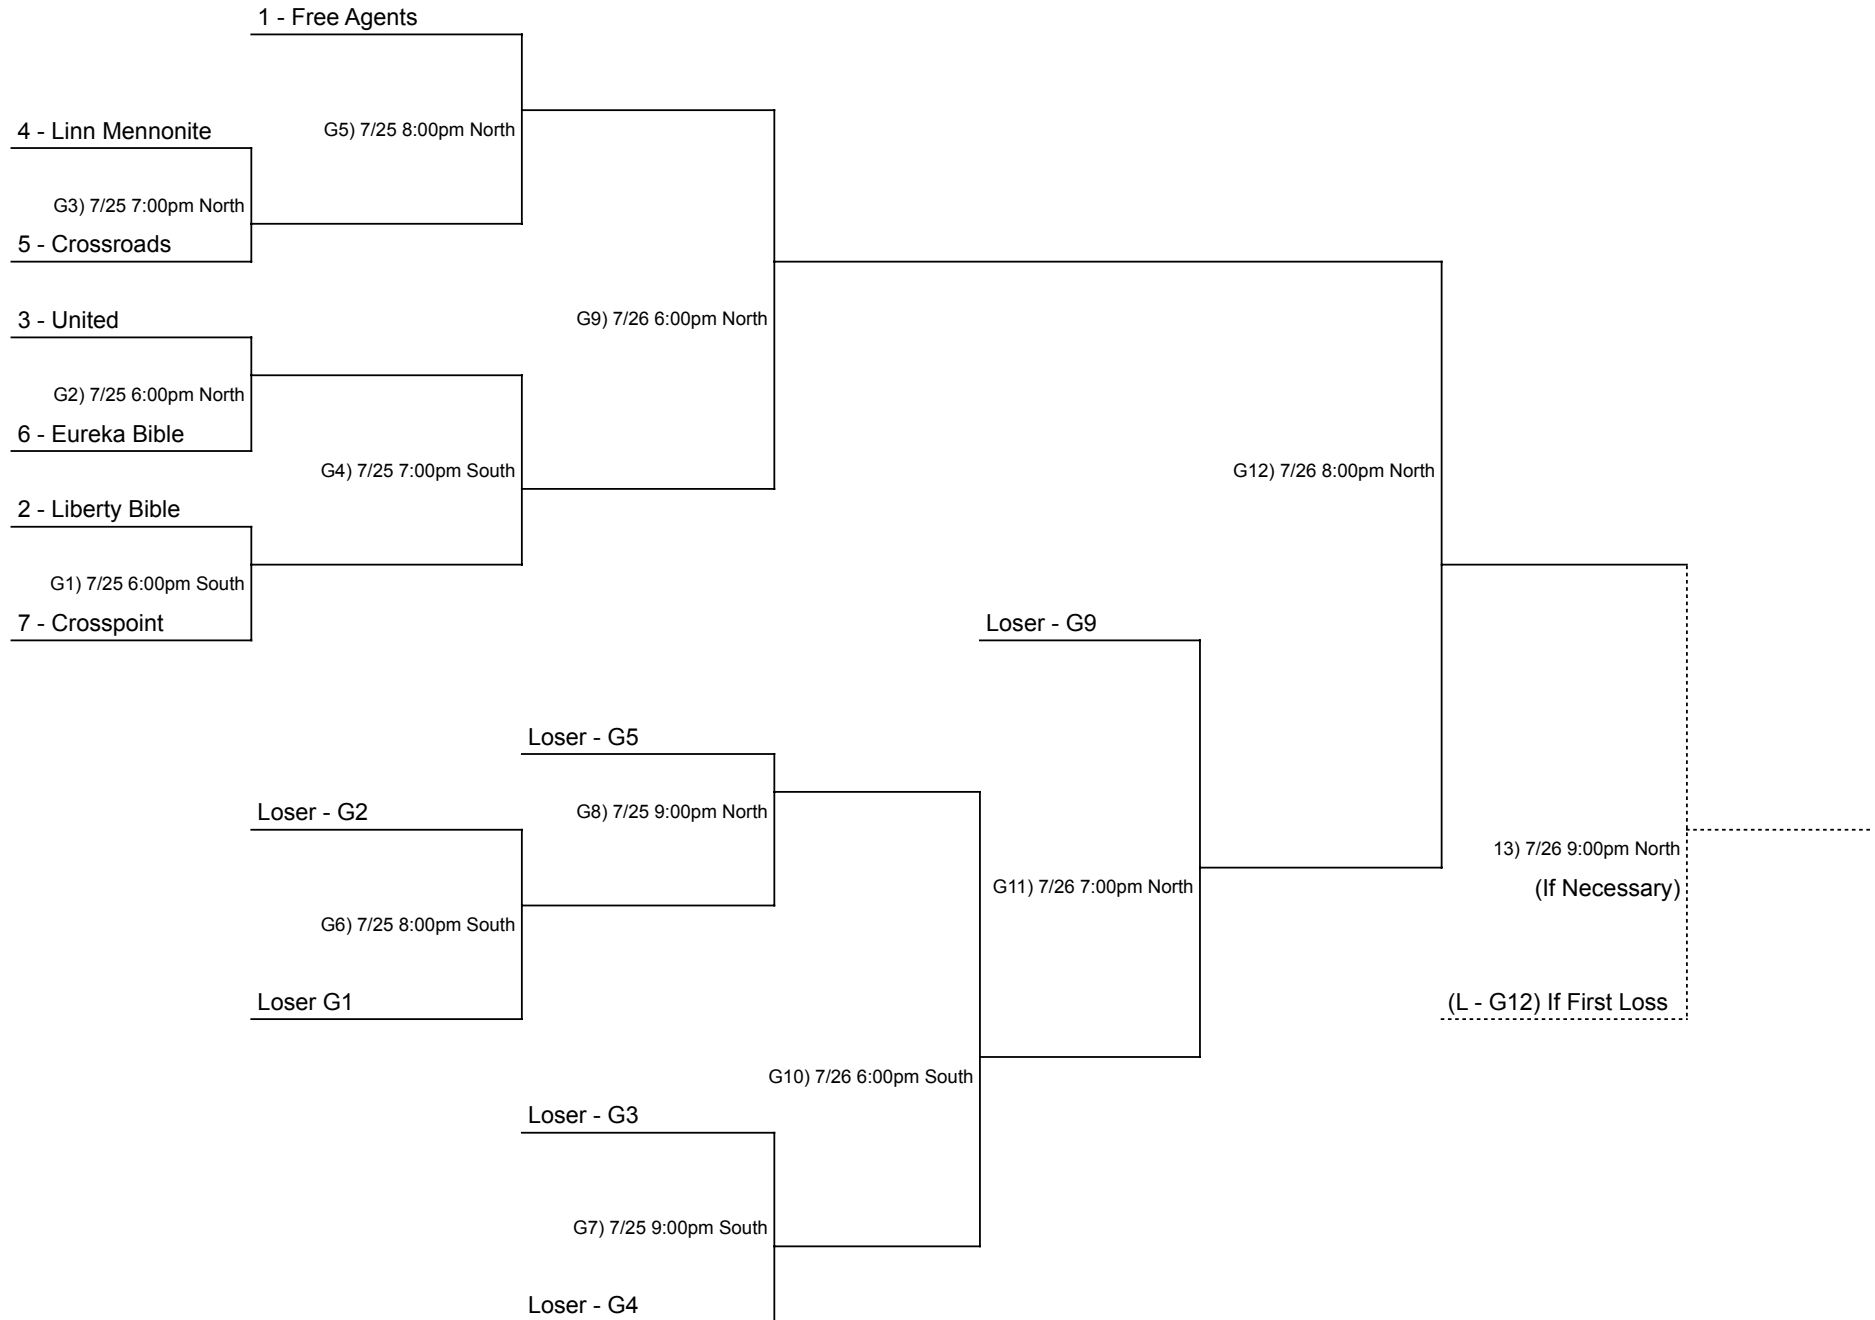 1 - Free Agents
G5) 7/25 8:00pm North
4 - Linn Mennonite
G3) 7/25 7:00pm North
5 - Crossroads
3 - United
G9) 7/26 6:00pm North
G2) 7/25 6:00pm North
6 - Eureka Bible
G4) 7/25 7:00pm South
G12) 7/26 8:00pm North
2 - Liberty Bible
G1) 7/25 6:00pm South
7 - Crosspoint
Loser - G9
Loser - G5
Loser - G2
G8) 7/25 9:00pm North
13) 7/26 9:00pm North
(If Necessary)
G11) 7/26 7:00pm North
G6) 7/25 8:00pm South
Loser G1
(L - G12) If First Loss
G10) 7/26 6:00pm South
Loser - G3
G7) 7/25 9:00pm South
Loser - G4